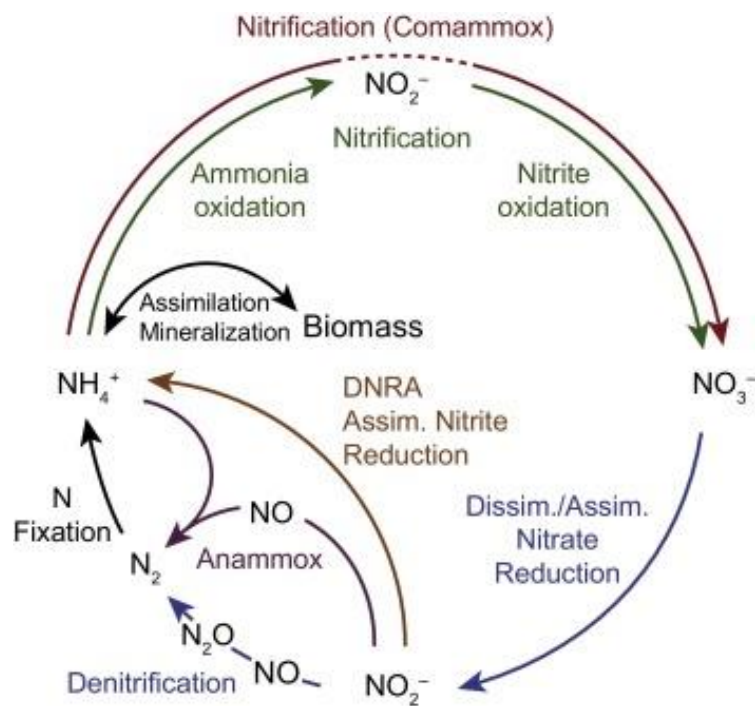 Nitrification (Comammox)
NO₂⁻
Nitrification
Ammonia
oxidation
Nitrite
oxidation
Assimilation
Mineralization
Biomass
NH₄⁺
NO₃⁻
DNRA
Assim. Nitrite
Reduction
N
Fixation
NO
Dissim./Assim.
Nitrate
Reduction
N₂
Anammox
N₂O
Denitrification
NO
NO₂⁻